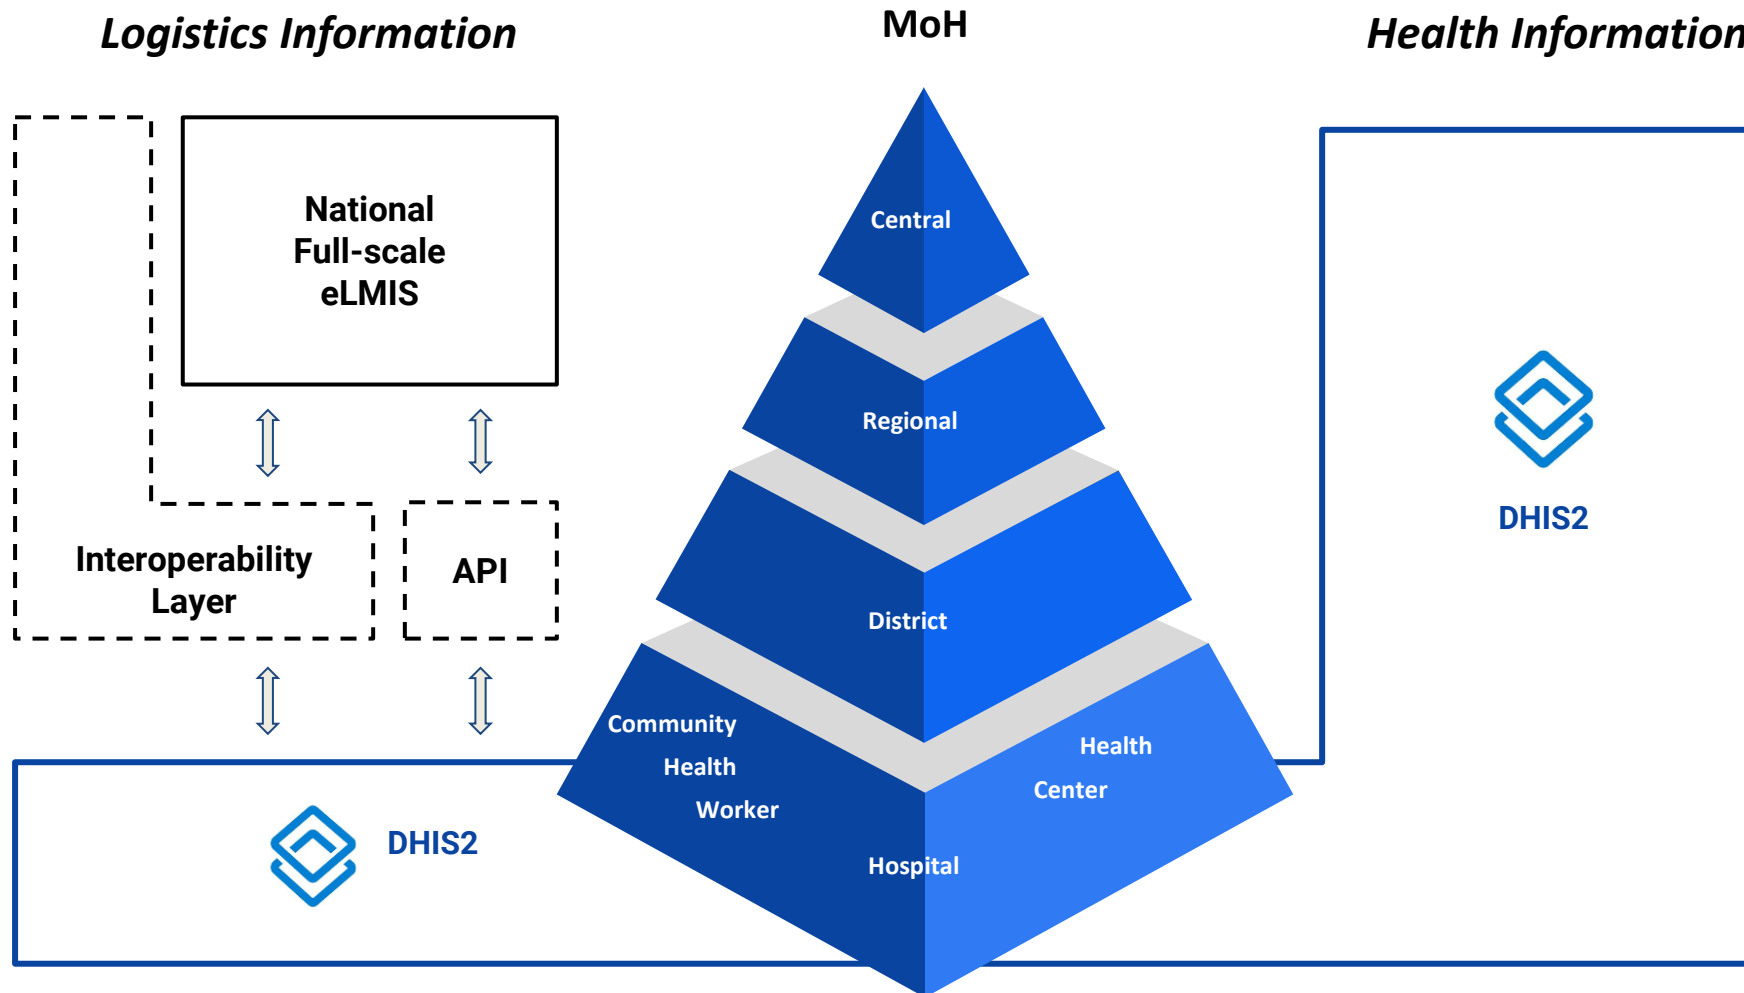 Logistics Information
MoH
Health Information
National
Full-scale
eLMIS
Interoperability
Layer
API
DHIS2
Central
Regional
District
Community
Health
Worker
Health
Center
Hospital
DHIS2